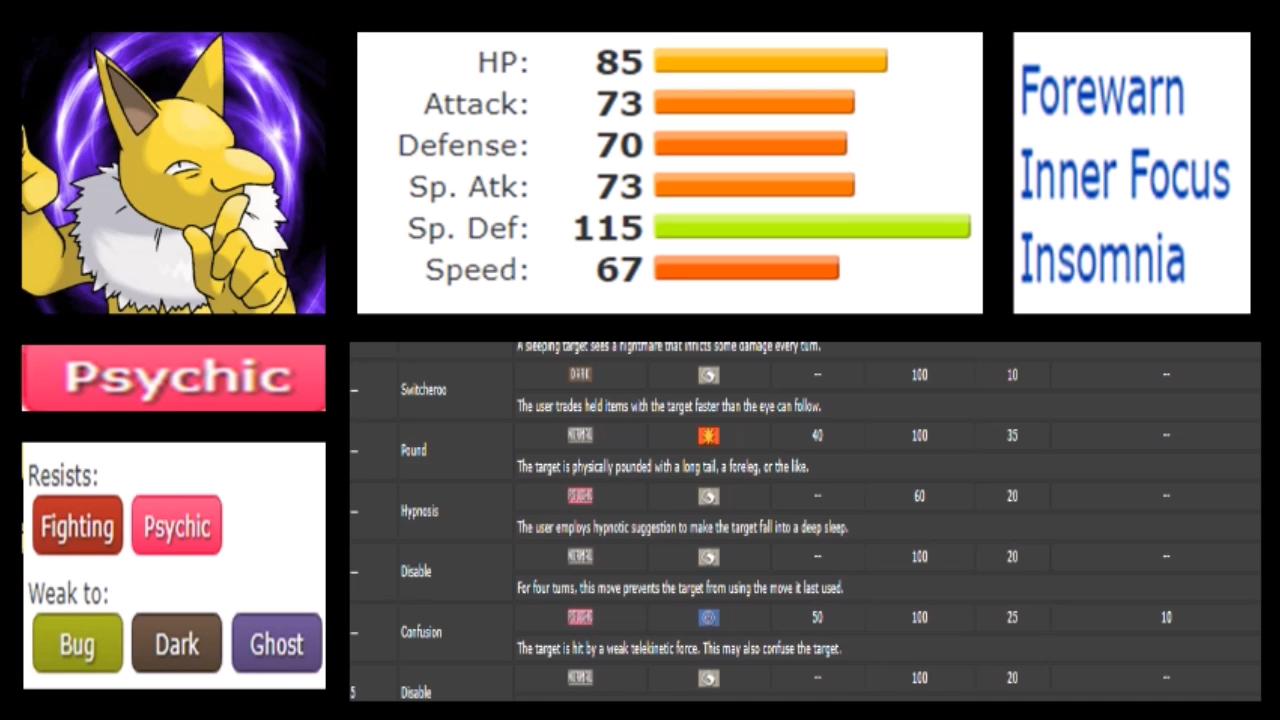 HP: 85
Attack: 73
Defense: 70
Sp. Atk: 73
Sp. Def: 115
Speed: 67
Forewarn
Inner Focus
Insomnia
Psychic
Resists:
Fighting Psychic
Weak to:
Bug Dark Ghost
A sleeping target sees a nightmare that inflicts some damage every turn.
— Switcheroo DARK -- 100 10 --
The user trades held items with the target faster than the eye can follow.
— Pound NORMAL 40 100 35 --
The target is physically pounded with a long tail, a foreleg, or the like.
— Hypnosis PSYCHIC -- 60 20 --
The user employs hypnotic suggestion to make the target fall into a deep sleep.
— Disable NORMAL -- 100 20 --
For four turns, this move prevents the target from using the move it last used.
— Confusion PSYCHIC 50 100 25 10
The target is hit by a weak telekinetic force. This may also confuse the target.
5 Disable NORMAL -- 100 20 --